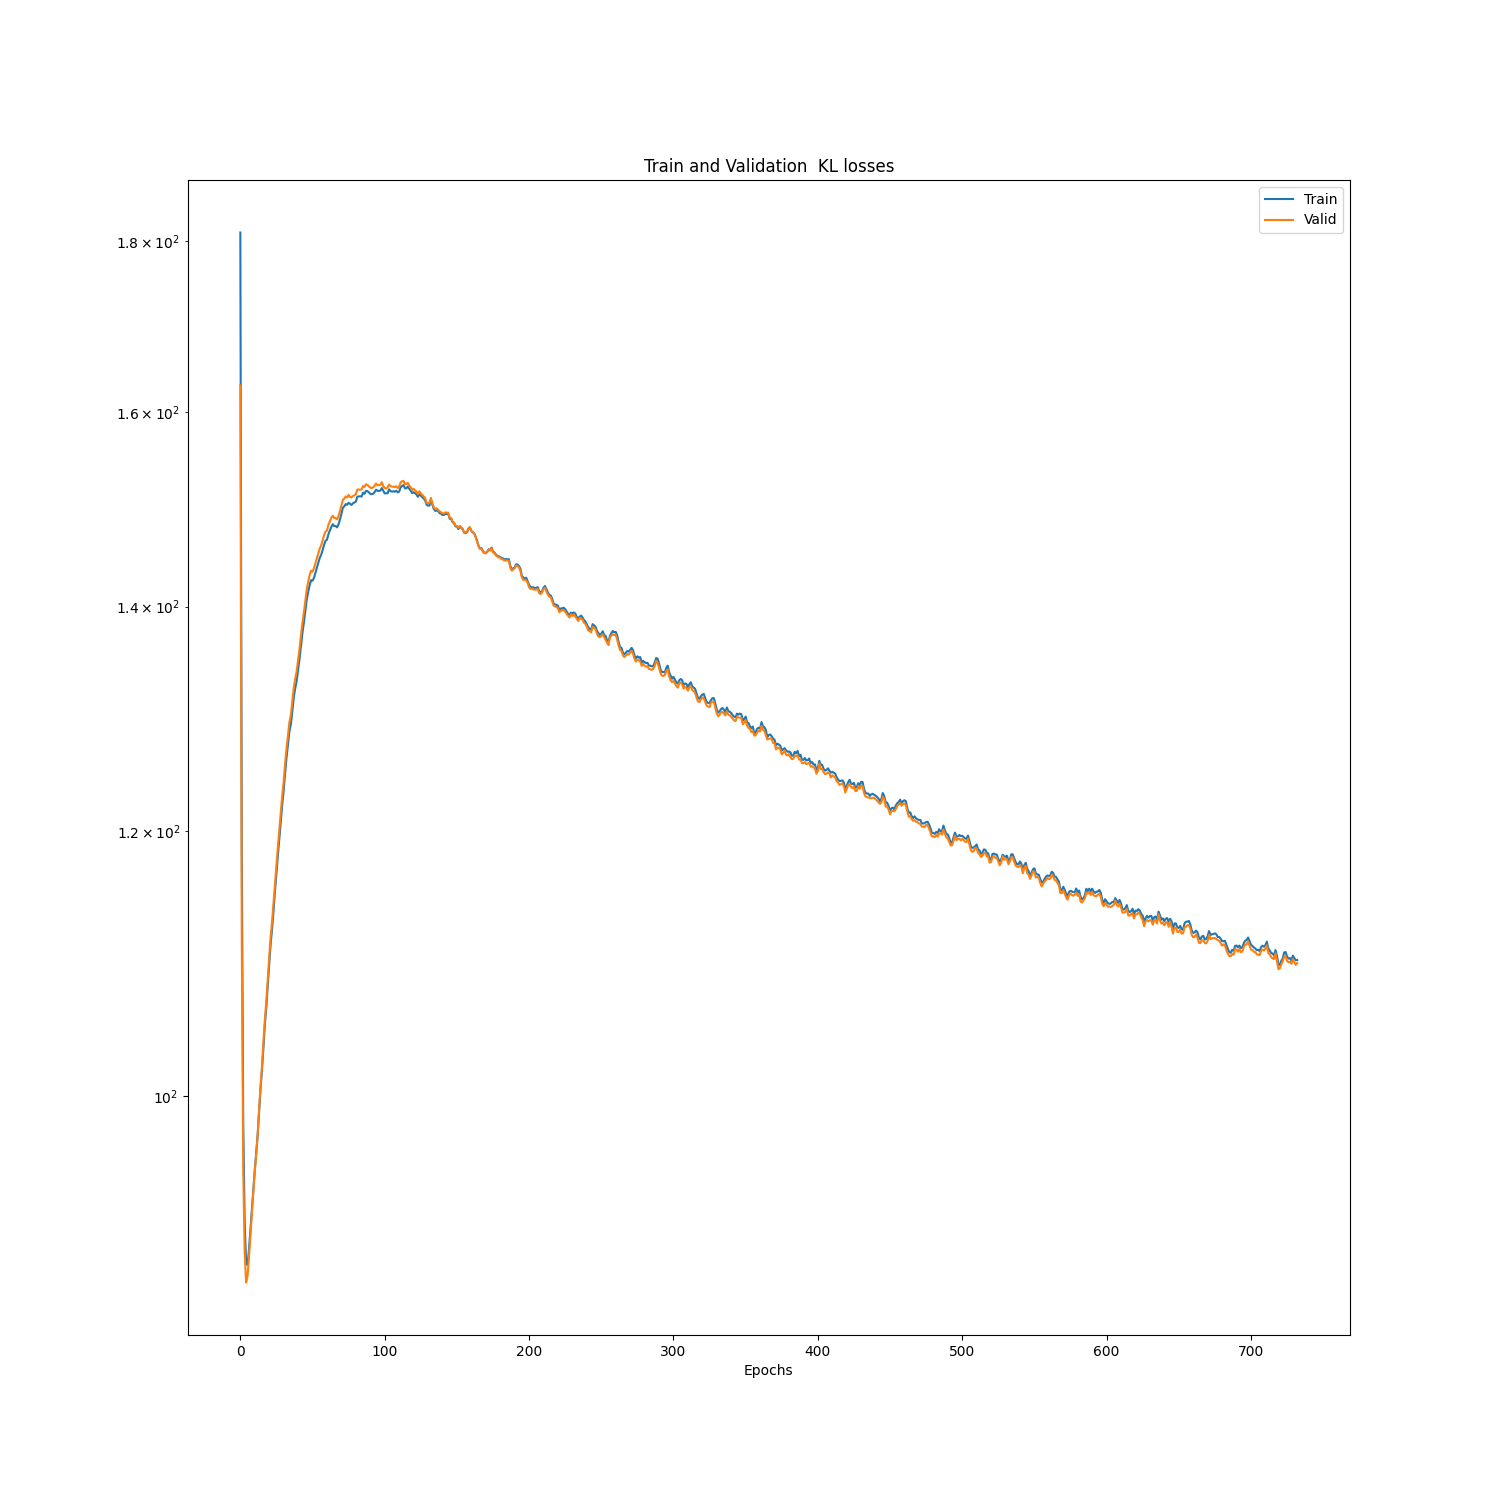 Train and Validation  KL losses
Train
Valid
1.8 × 10²
1.6 × 10²
1.4 × 10²
1.2 × 10²
10²
0 100 200 300 400 500 600 700
Epochs